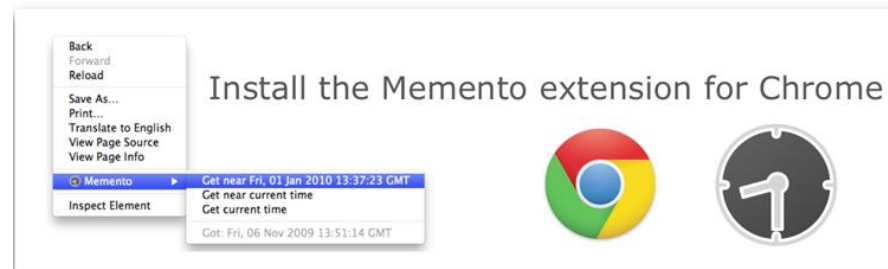 Back
Forward
Reload
Save As...
Print...
Translate to English
View Page Source
View Page Info
Memento
Inspect Element
Get near Fri, 01 Jan 2010 13:37:23 GMT
Get near current time
Get current time
Got: Fri, 06 Nov 2009 13:51:14 GMT
Install the Memento extension for Chrome